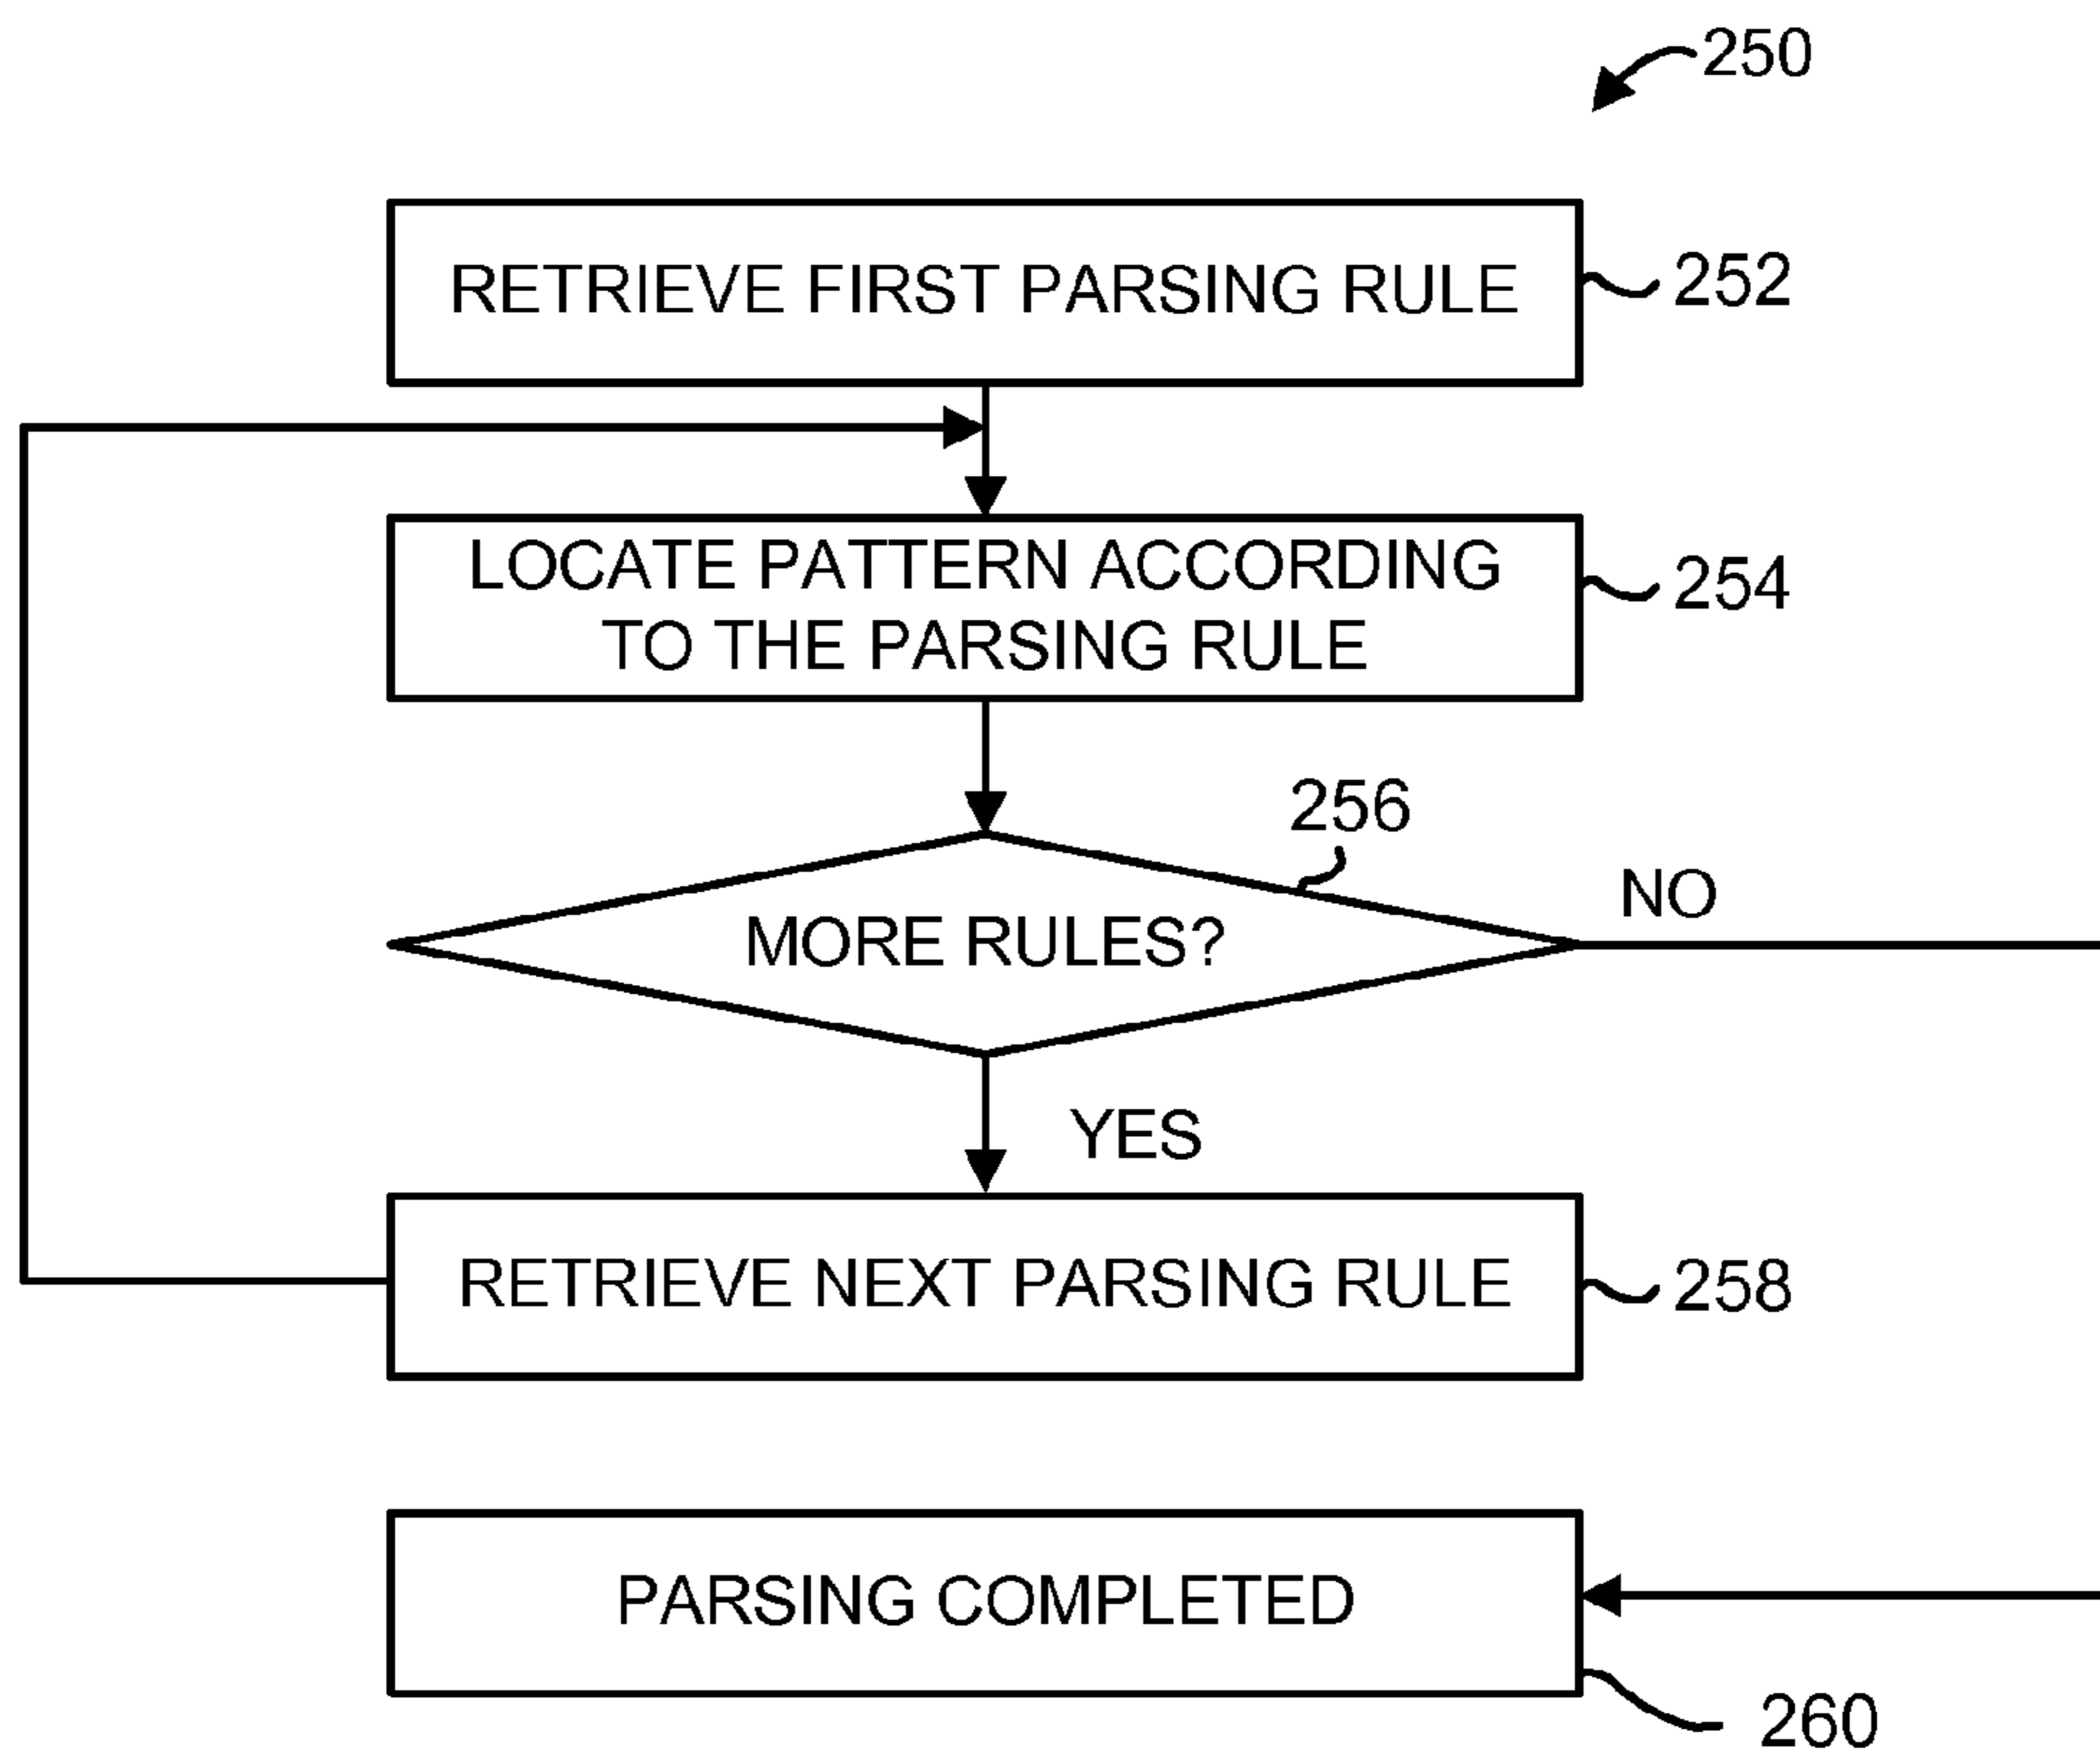 250
RETRIEVE FIRST PARSING RULE
252
LOCATE PATTERN ACCORDING
TO THE PARSING RULE
254
256
MORE RULES?
NO
YES
RETRIEVE NEXT PARSING RULE
258
PARSING COMPLETED
260